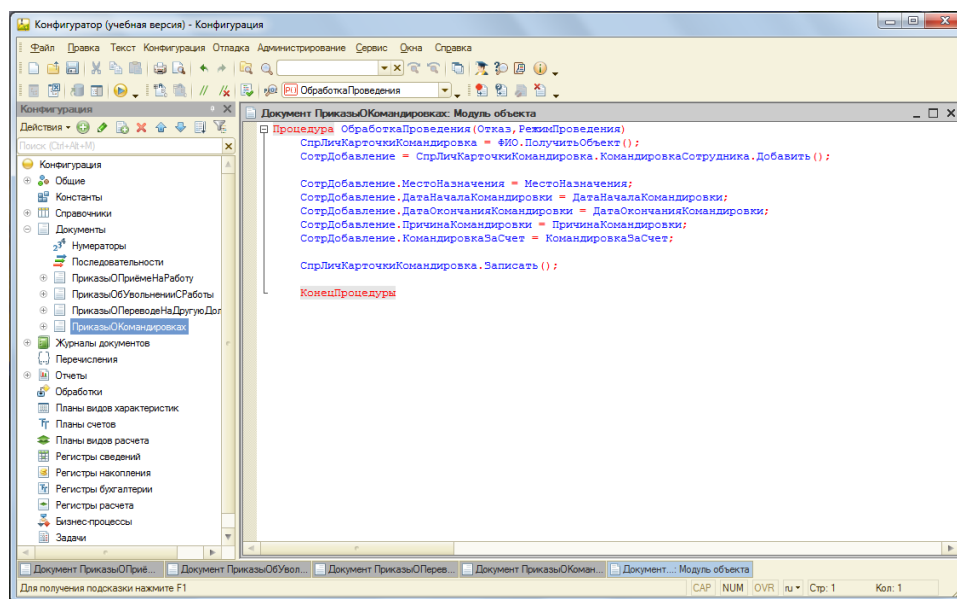 Конфигуратор (учебная версия) - Конфигурация
Файл Правка Текст Конфигурация Отладка Администрирование Сервис Окна Справка
ОбработкаПроведения
Конфигурация
Действия
Поиск (Ctrl+Alt+M)
Конфигурация
Общие
Константы
Справочники
Документы
Нумераторы
Последовательности
ПриказыОПриёмеНаРаботу
ПриказыОбУвольненииСРаботы
ПриказыОПереводеНаДругуюДол
ПриказыОКомандировках
Журналы документов
Перечисления
Отчеты
Обработки
Планы видов характеристик
Планы счетов
Планы видов расчета
Регистры сведений
Регистры накопления
Регистры бухгалтерии
Регистры расчета
Бизнес-процессы
Задачи
Документ ПриказыОКомандировках: Модуль объекта
Процедура ОбработкаПроведения(Отказ,РежимПроведения)
СпрЛичКарточкиКомандировка = ФИО.ПолучитьОбъект();
СотрДобавление = СпрЛичКарточкиКомандировка.КомандировкаСотрудника.Добавить();
СотрДобавление.МестоНазначения = МестоНазначения;
СотрДобавление.ДатаНачалаКомандировки = ДатаНачалаКомандировки;
СотрДобавление.ДатаОкончанияКомандировки = ДатаОкончанияКомандировки;
СотрДобавление.ПричинаКомандировки = ПричинаКомандировки;
СотрДобавление.КомандировкаЗаСчет = КомандировкаЗаСчет;
СпрЛичКарточкиКомандировка.Записать();
КонецПроцедуры
Документ ПриказыОПриё... Документ ПриказыОбУвол... Документ ПриказыОПерев... Документ ПриказыОКоман... Документ...: Модуль объекта
Для получения подсказки нажмите F1 CAP NUM OVR ru Стр: 1 Кол: 1